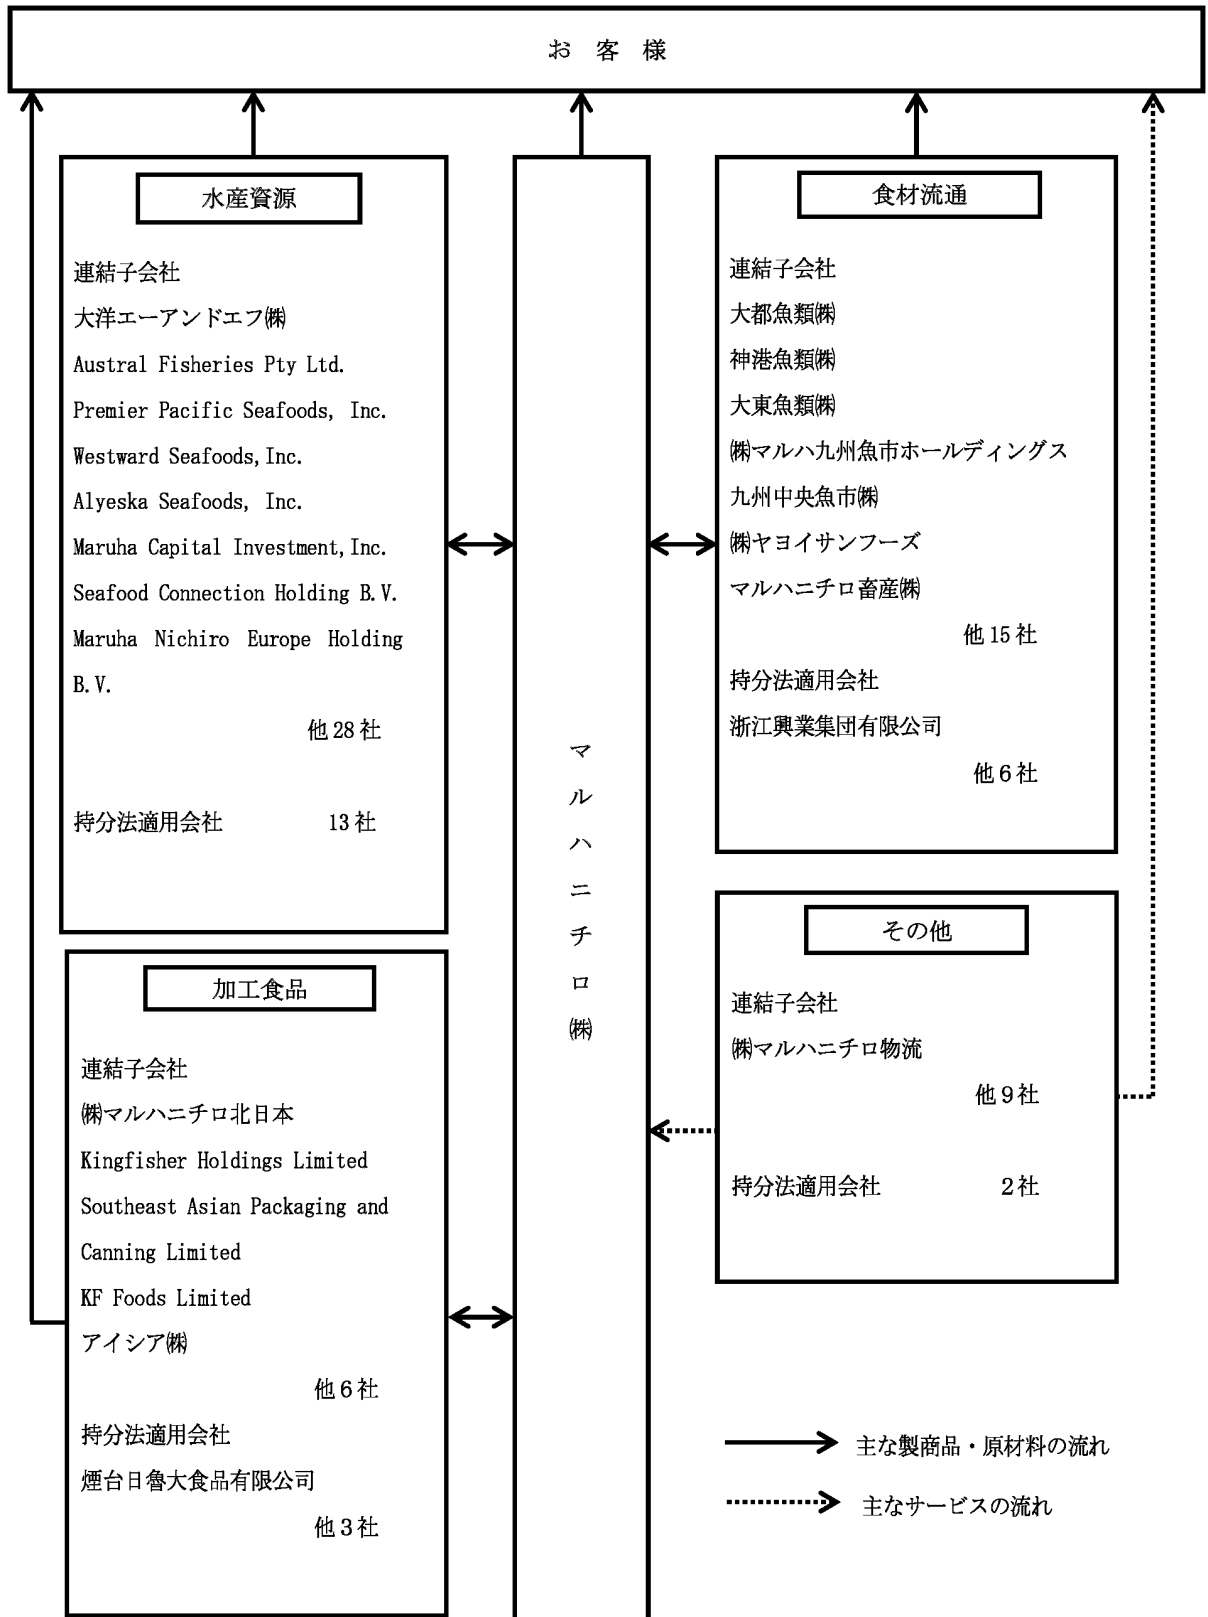 お客様
水産資源
連結子会社
大洋エーアンドエフ㈱
Austral Fisheries Pty Ltd.
Premier Pacific Seafoods, Inc.
Westward Seafoods,Inc.
Alyeska Seafoods, Inc.
Maruha Capital Investment,Inc.
Seafood Connection Holding B.V.
Maruha Nichiro Europe Holding
B.V.
他28社
持分法適用会社 13社
加工食品
連結子会社
㈱マルハニチロ北日本
Kingfisher Holdings Limited
Southeast Asian Packaging and
Canning Limited
KF Foods Limited
アイシア㈱
他6社
持分法適用会社
煙台日魯大食品有限公司
他3社
マルハニチロ㈱
食材流通
連結子会社
大都魚類㈱
神港魚類㈱
大東魚類㈱
㈱マルハ九州魚市ホールディングス
九州中央魚市㈱
㈱ヤヨイサンフーズ
マルハニチロ畜産㈱
他15社
持分法適用会社
浙江興業集団有限公司
他6社
その他
連結子会社
㈱マルハニチロ物流
他9社
持分法適用会社 2社
主な製商品・原材料の流れ
主なサービスの流れ